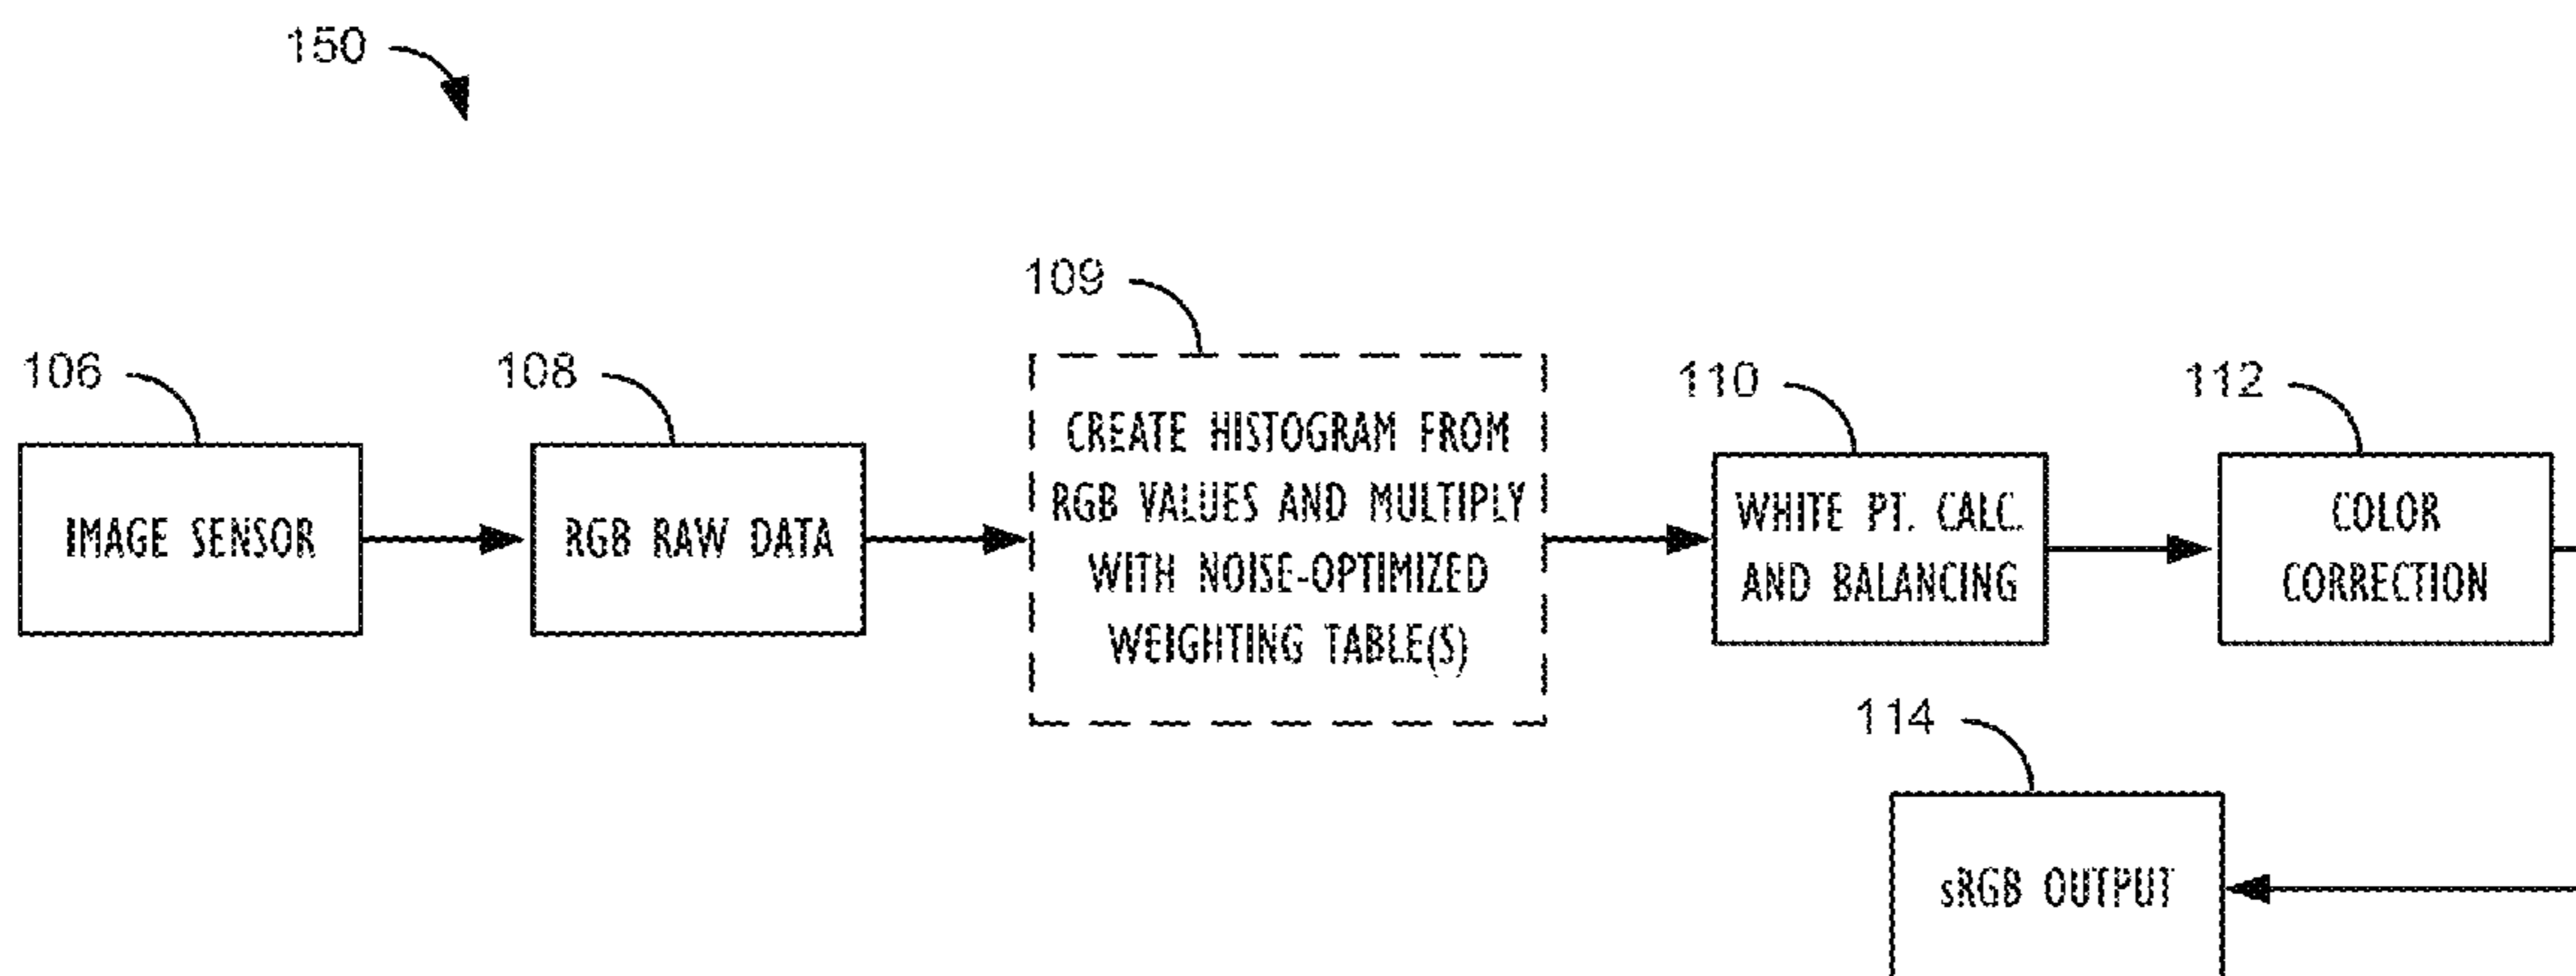 150
109
106
108
110
112
IMAGE SENSOR
RGB RAW DATA
CREATE HISTOGRAM FROM
RGB VALUES AND MULTIPLY
WITH NOISE-OPTIMIZED
WEIGHTING TABLE(S)
WHITE PT. CALC.
AND BALANCING
COLOR
CORRECTION
114
sRGB OUTPUT